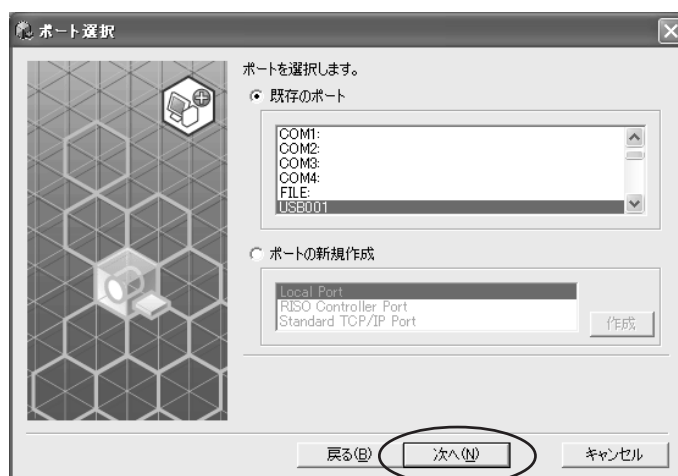 ポート選択
ポートを選択します。
既存のポート
COM1:
COM2:
COM3:
COM4:
FILE:
USB001
ポートの新規作成
Local Port
RISO Controller Port
Standard TCP/IP Port
作成
戻る(B)
次へ(N)
キャンセル